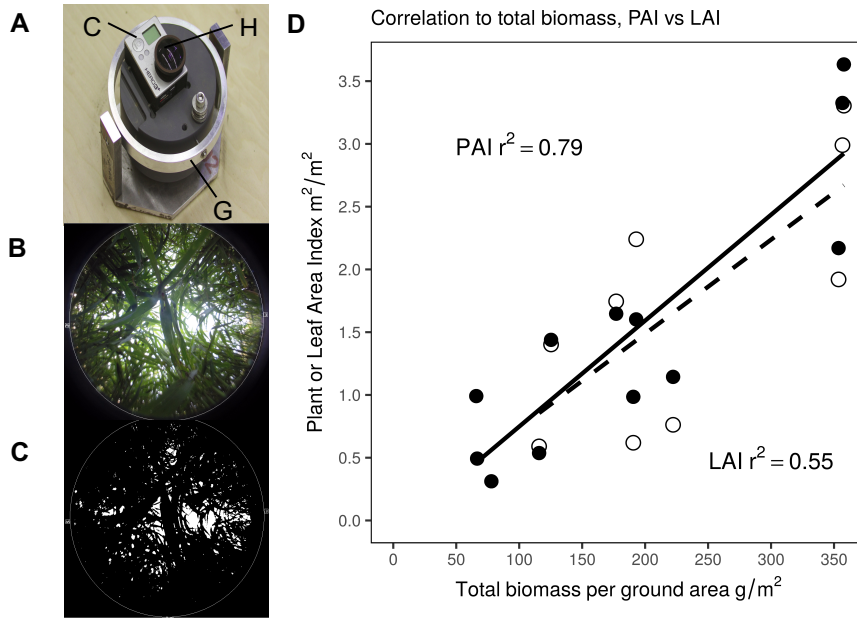 A
C
H
G
B
C
D
Correlation to total biomass, PAI vs LAI
Plant or Leaf Area Index m²/m²
3.5
3.0
2.5
2.0
1.5
1.0
0.5
0.0
PAI r² = 0.79
LAI r² = 0.55
0
50
100
150
200
250
300
350
Total biomass per ground area g/m²